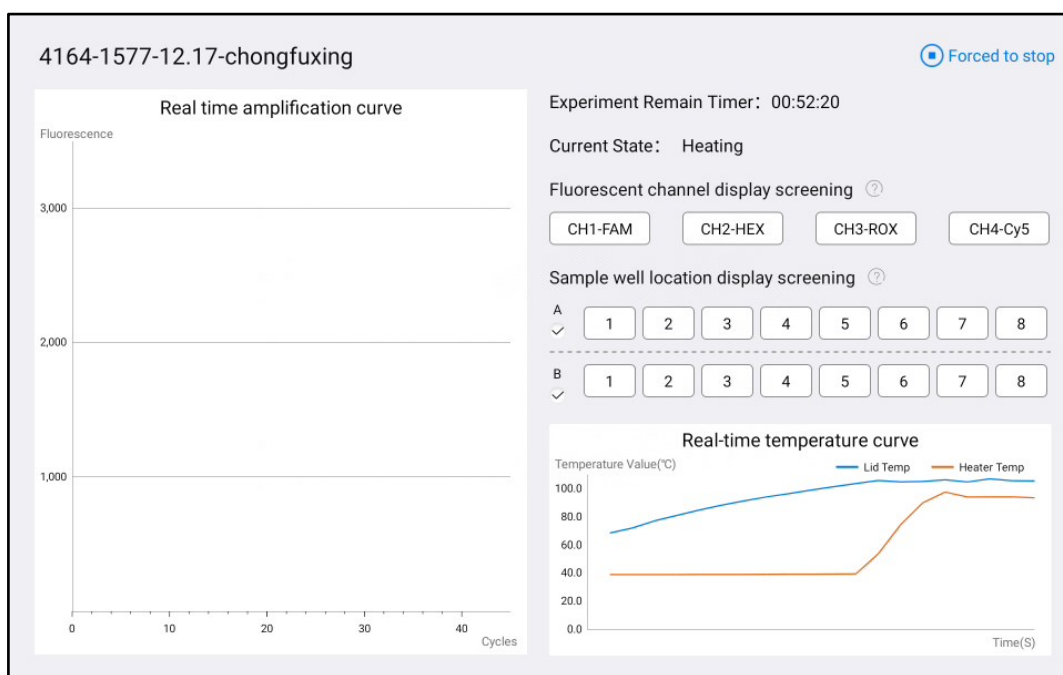 4164-1577-12.17-chongfuxing
Forced to stop
Real time amplification curve
Fluorescence
3,000
2,000
1,000
0 10 20 30 40
Cycles
Experiment Remain Timer: 00:52:20
Current State: Heating
Fluorescent channel display screening ?
CH1-FAM CH2-HEX CH3-ROX CH4-Cy5
Sample well location display screening ?
A
1 2 3 4 5 6 7 8
B
1 2 3 4 5 6 7 8
Real-time temperature curve
Temperature Value(℃)
Lid Temp Heater Temp
100.0
80.0
60.0
40.0
20.0
0.0
Time(S)